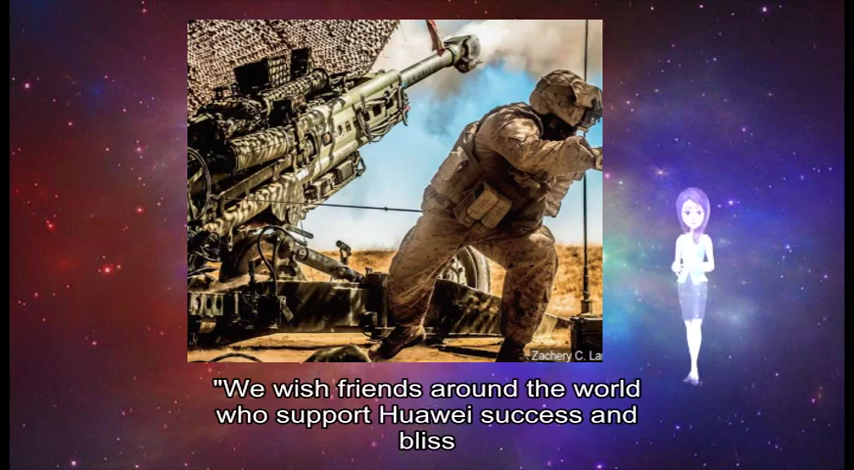 Zachery C. La
"We wish friends around the world
who support Huawei success and
bliss